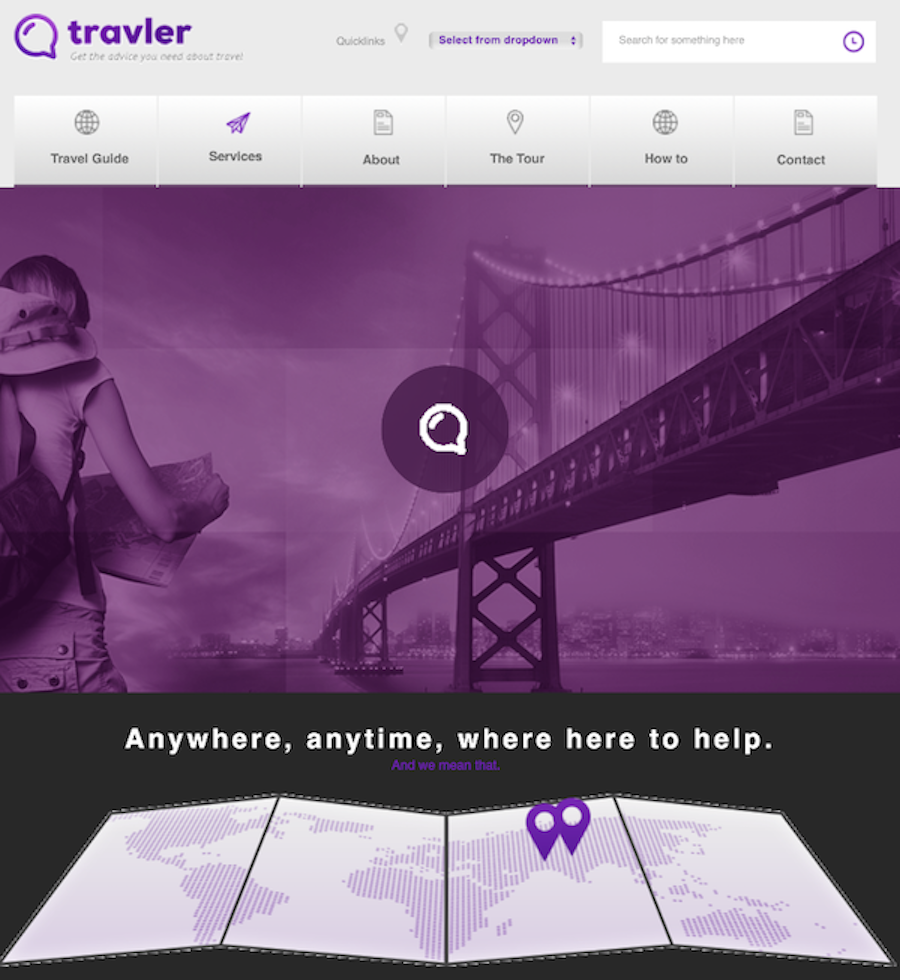 travler
Get the advice you need about travel
Quicklinks
Select from dropdown
Search for something here
Travel Guide
Services
About
The Tour
How to
Contact
Anywhere, anytime, where here to help.
And we mean that.